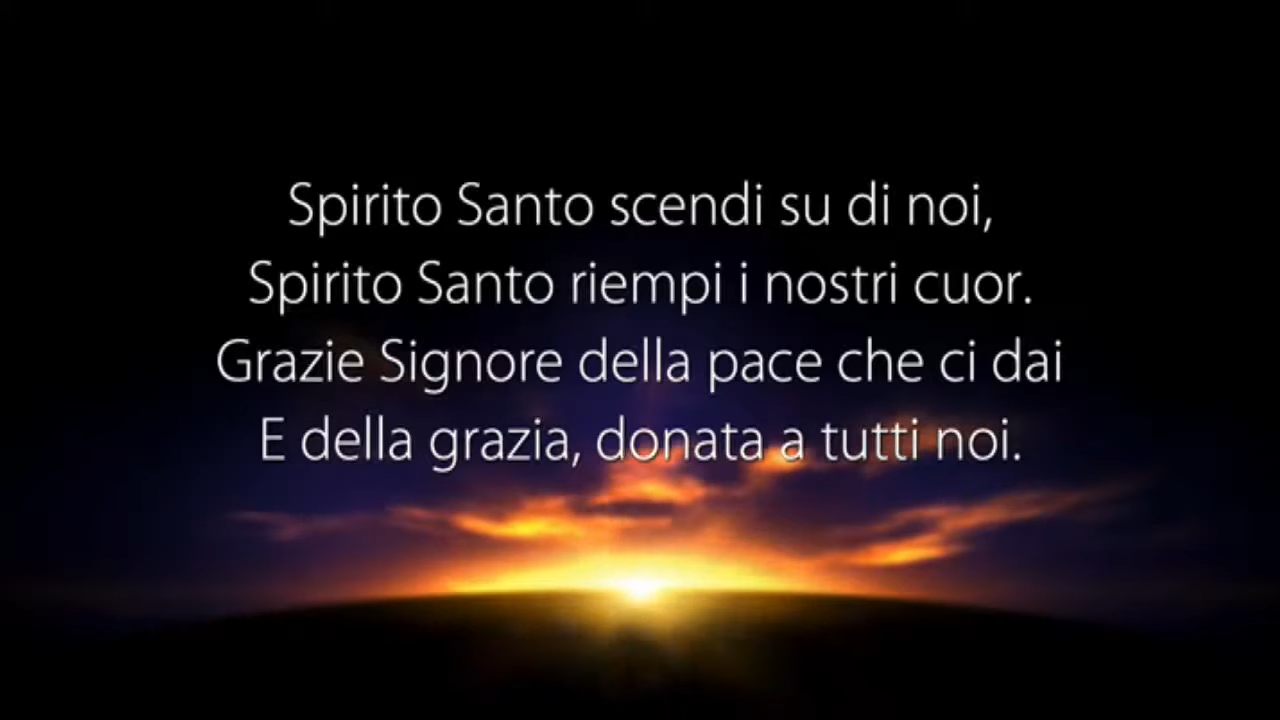 Spirito Santo scendi su di noi,
Spirito Santo riempi i nostri cuor.
Grazie Signore della pace che ci dai
E della grazia, donata a tutti noi.